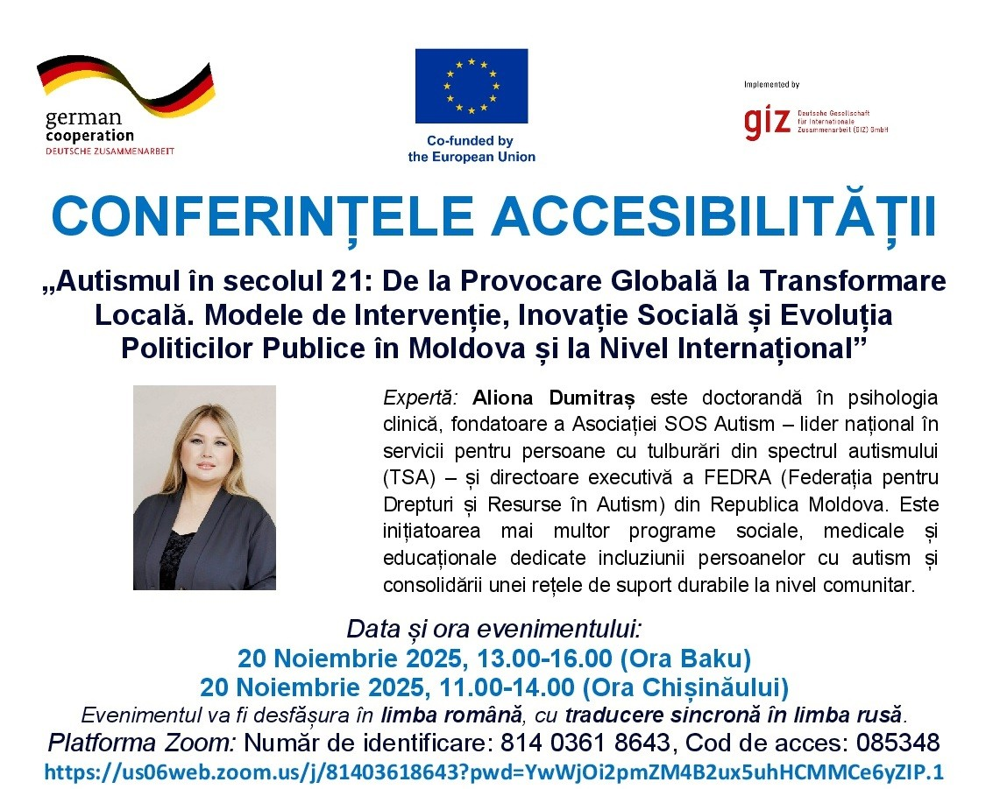 german
cooperation
DEUTSCHE ZUSAMMENARBEIT
Co-funded by
the European Union
Implemented by
giz Deutsche Gesellschaft
für Internationale
Zusammenarbeit (GIZ) GmbH
CONFERINȚELE ACCESIBILITĂȚII
„Autismul în secolul 21: De la Provocare Globală la Transformare
Locală. Modele de Intervenție, Inovație Socială și Evoluția
Politicilor Publice în Moldova și la Nivel Internațional”
Expertă: Aliona Dumitraș este doctorandă în psihologia
clinică, fondatoare a Asociației SOS Autism – lider național în
servicii pentru persoane cu tulburări din spectrul autismului
(TSA) – și directoare executivă a FEDRA (Federația pentru
Drepturi și Resurse în Autism) din Republica Moldova. Este
inițiatoarea mai multor programe sociale, medicale și
educaționale dedicate incluziunii persoanelor cu autism și
consolidării unei rețele de suport durabile la nivel comunitar.
Data și ora evenimentului:
20 Noiembrie 2025, 13.00-16.00 (Ora Baku)
20 Noiembrie 2025, 11.00-14.00 (Ora Chișinăului)
Evenimentul va fi desfășura în limba română, cu traducere sincronă în limba rusă.
Platforma Zoom: Număr de identificare: 814 0361 8643, Cod de acces: 085348
https://us06web.zoom.us/j/81403618643?pwd=YwWjOi2pmZM4B2ux5uhHCMMCe6yZIP.1